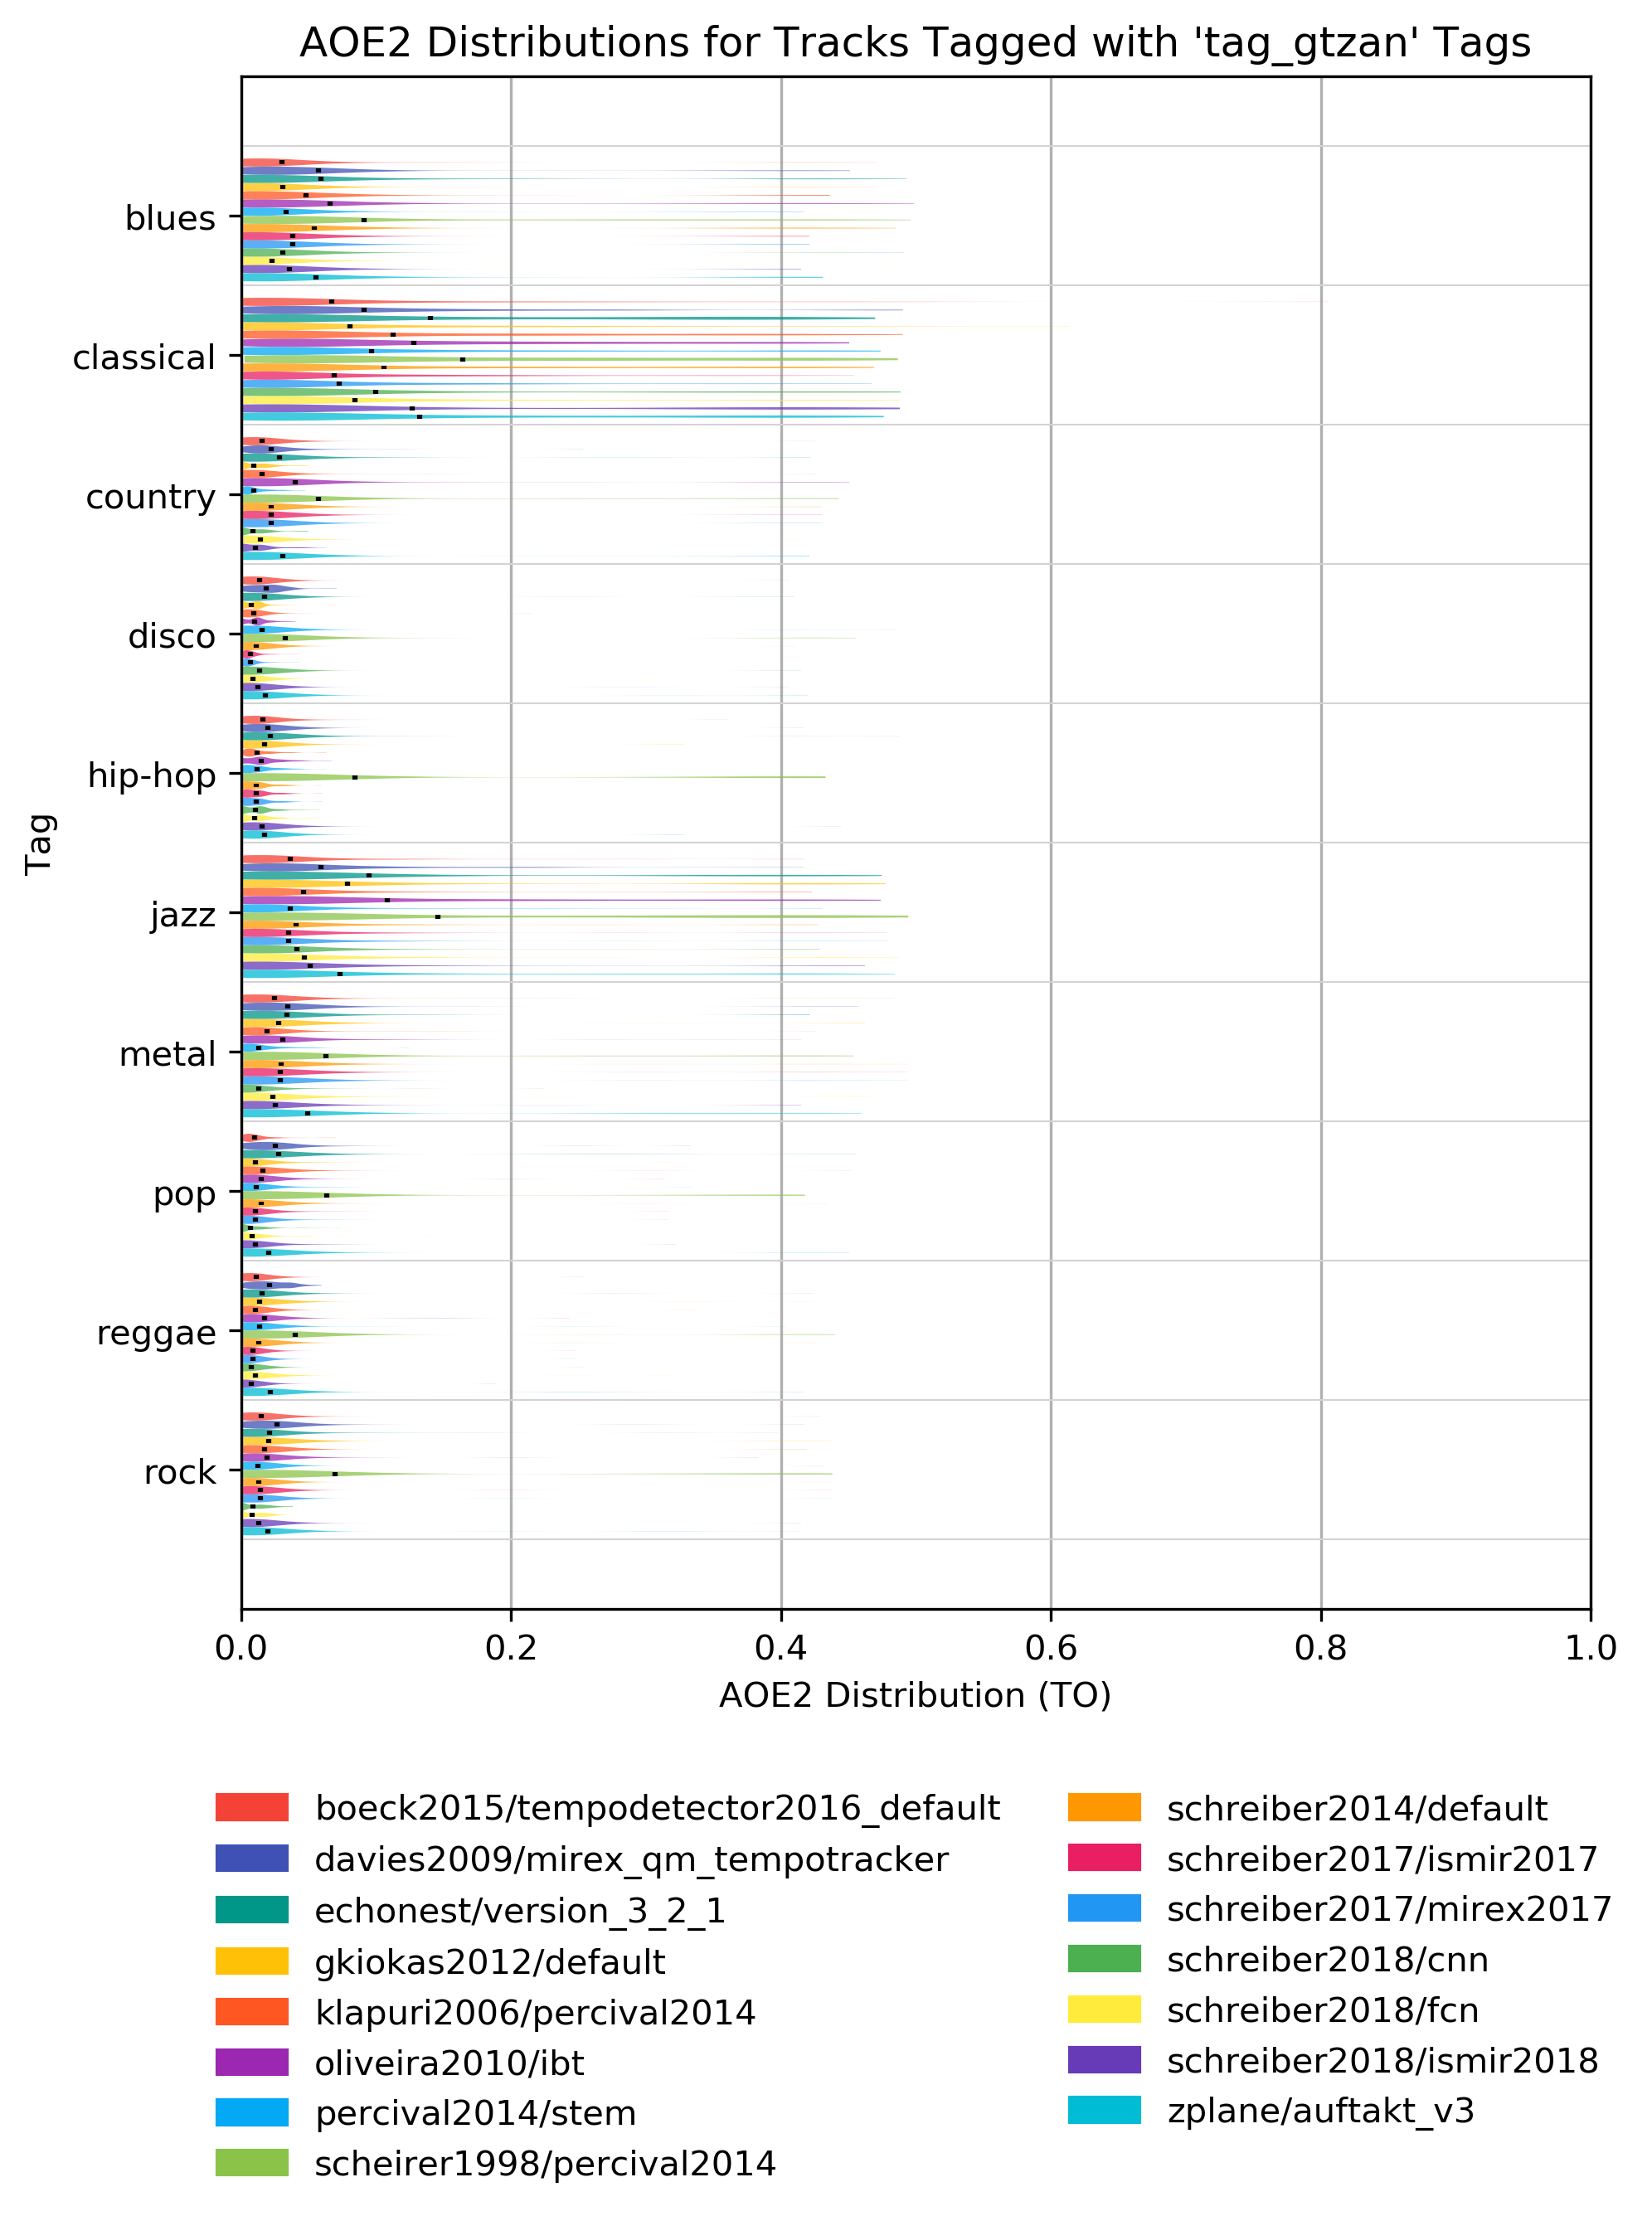 AOE2 Distributions for Tracks Tagged with 'tag_gtzan' Tags
Tag
blues
classical
country
disco
hip-hop
jazz
metal
pop
reggae
rock
0.0 0.2 0.4 0.6 0.8 1.0
AOE2 Distribution (TO)
boeck2015/tempodetector2016_default
davies2009/mirex_qm_tempotracker
echonest/version_3_2_1
gkiokas2012/default
klapuri2006/percival2014
oliveira2010/ibt
percival2014/stem
scheirer1998/percival2014
schreiber2014/default
schreiber2017/ismir2017
schreiber2017/mirex2017
schreiber2018/cnn
schreiber2018/fcn
schreiber2018/ismir2018
zplane/auftakt_v3